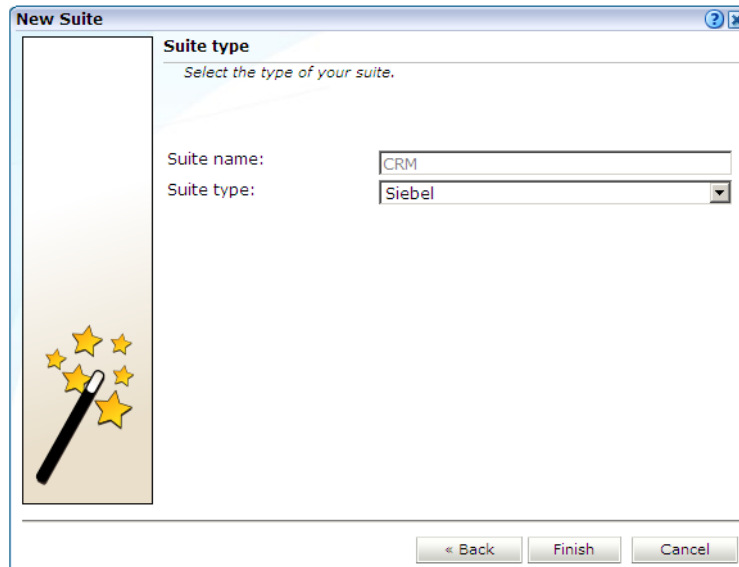 New Suite
Suite type
Select the type of your suite.
Suite name: CRM
Suite type: Siebel
« Back Finish Cancel